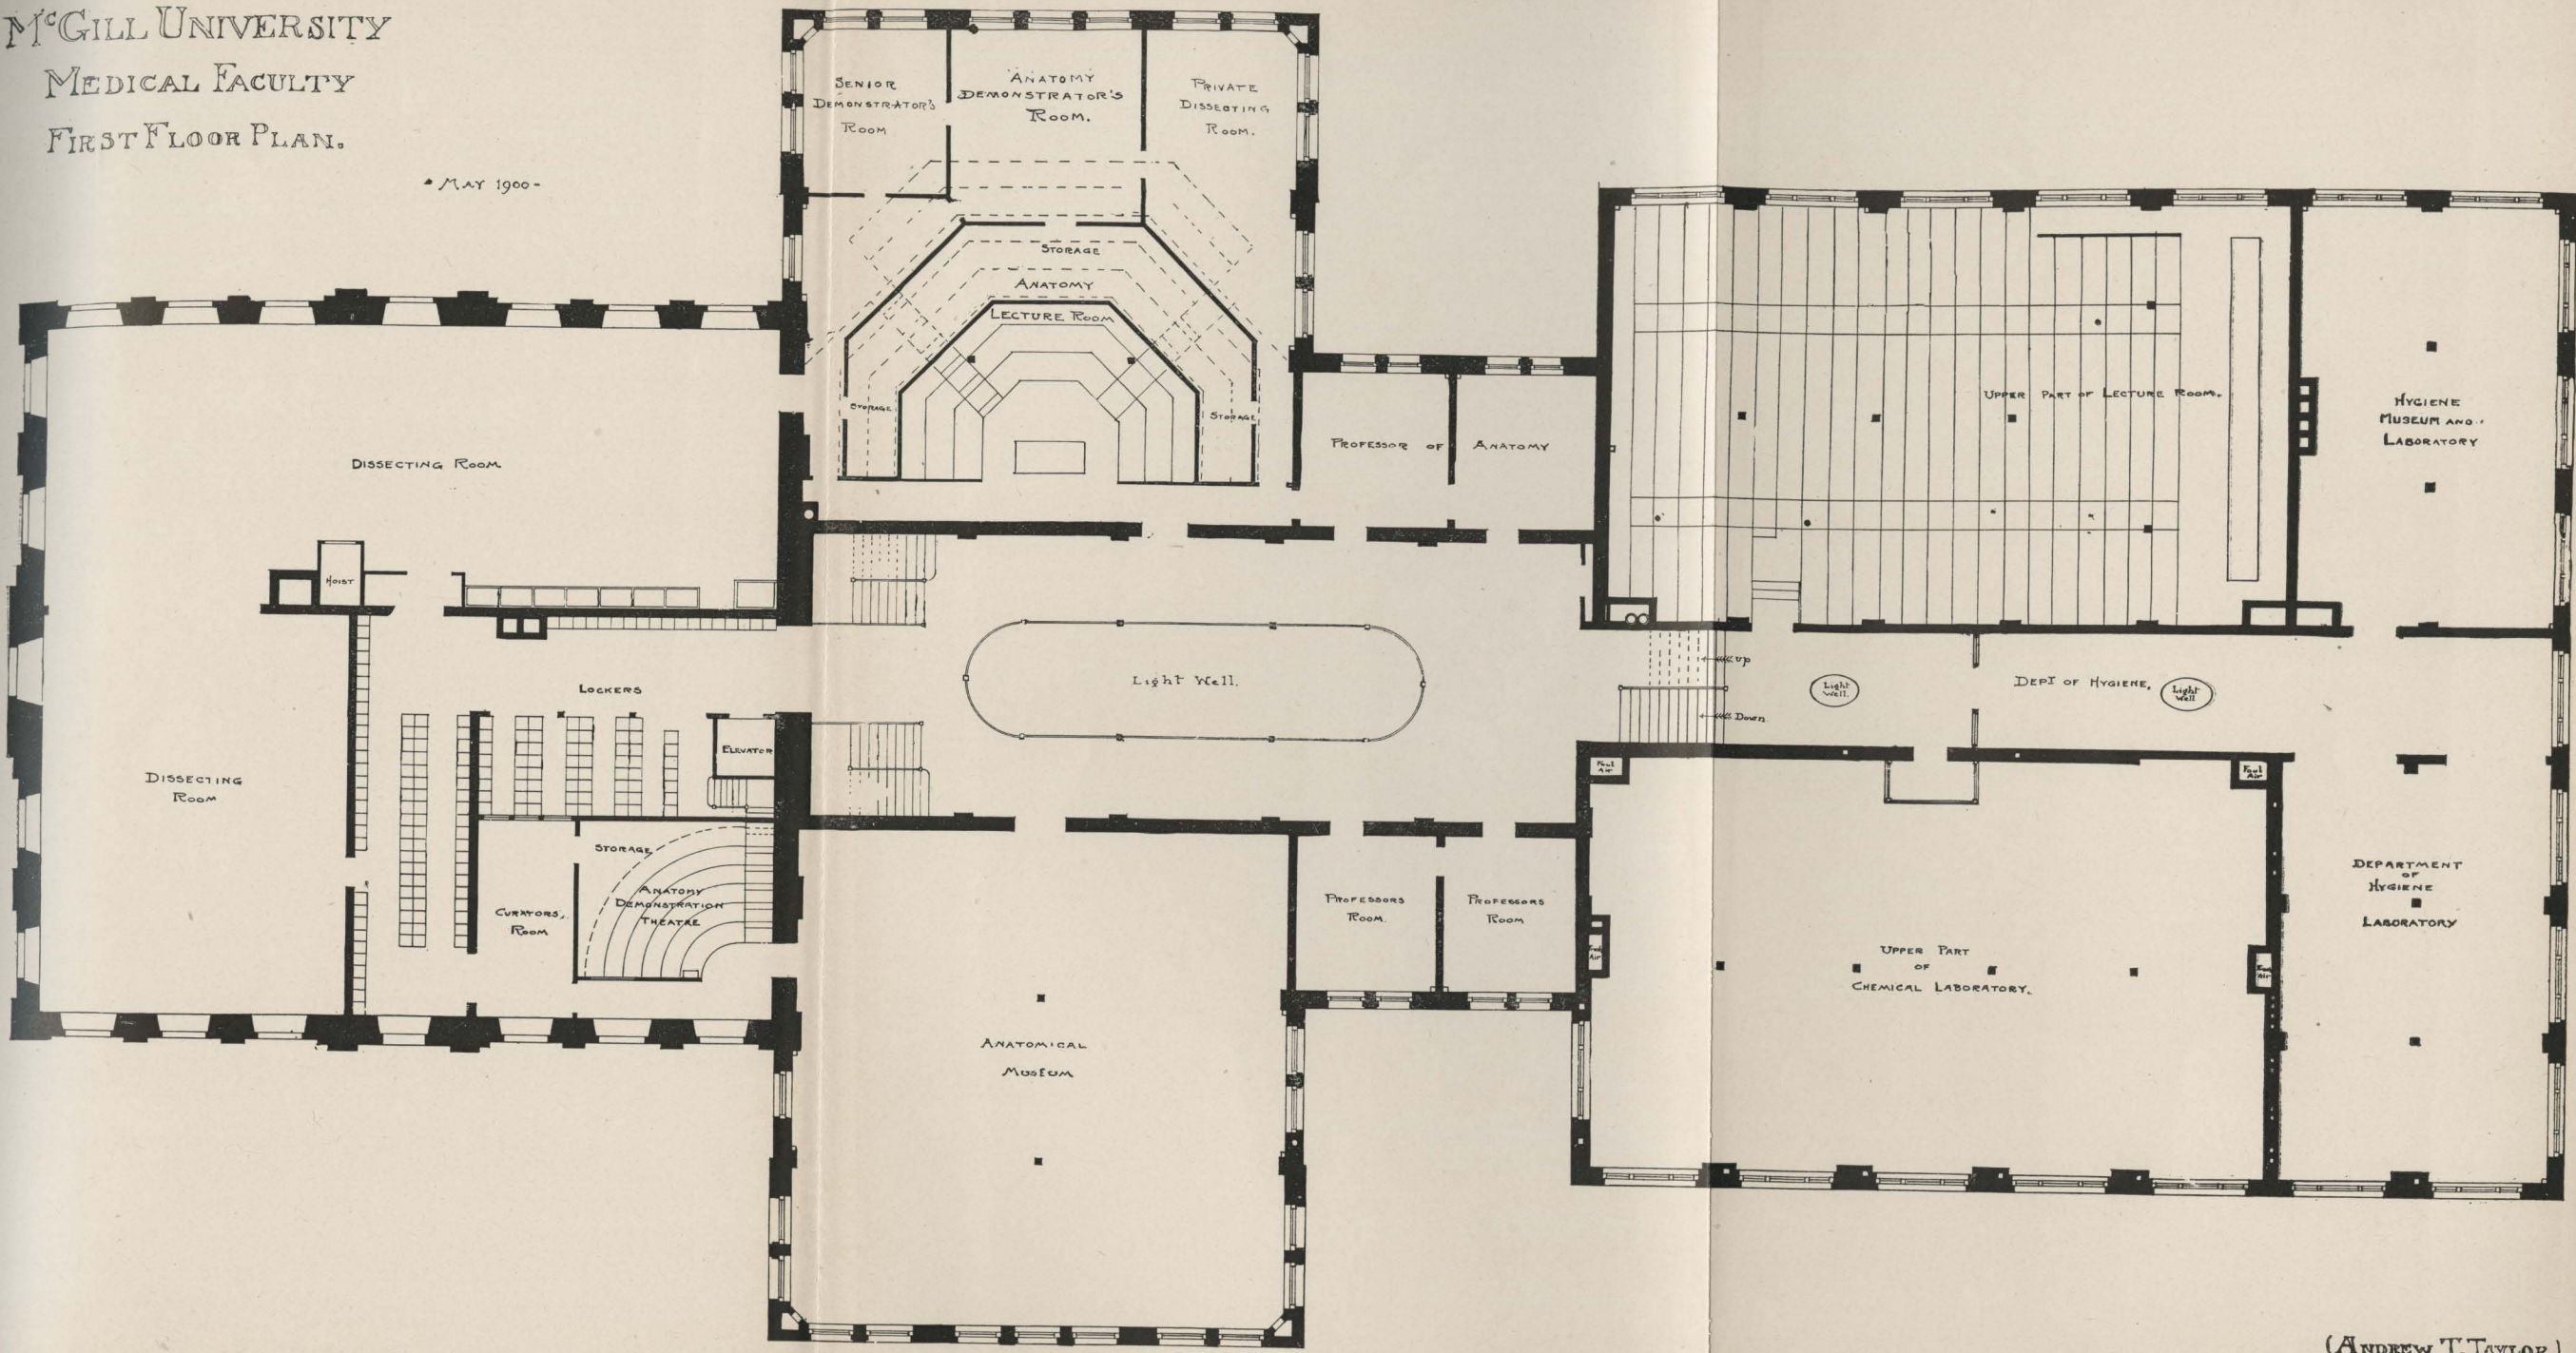 McGILL UNIVERSITY
MEDICAL FACULTY
FIRST FLOOR PLAN.
• MAY 1900 -
SENIOR
DEMONSTRATOR'S
ROOM
ANATOMY
DEMONSTRATOR'S
ROOM.
PRIVATE
DISSECTING
ROOM.
STORAGE
ANATOMY
LECTURE ROOM
STORAGE
STORAGE
DISSECTING ROOM
PROFESSOR OF ANATOMY
UPPER PART OF LECTURE ROOM.
HYGIENE
MUSEUM AND
LABORATORY
HOIST
LOCKERS
Light Well.
Up
Down
Light
Well.
DEPT OF HYGIENE,
Light
Well
ELEVATOR
DISSECTING
ROOM
STORAGE
ANATOMY
DEMONSTRATION
THEATRE
CURATORS,
ROOM
Foul
Air
Foul
Air
PROFESSORS
ROOM.
PROFESSORS
ROOM
DEPARTMENT
OF
HYGIENE
LABORATORY
UPPER PART
OF
CHEMICAL LABORATORY.
ANATOMICAL
MUSEUM
(ANDREW T. TAYLOR)